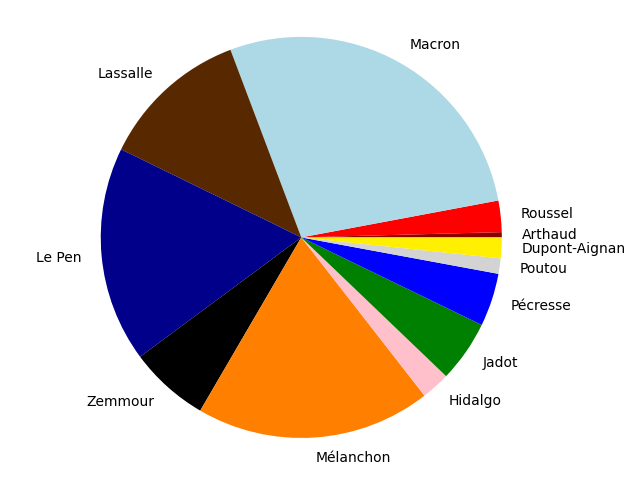 Macron
Lassalle
Roussel
Arthaud
Dupont-Aignan
Le Pen
Poutou
Pécresse
Jadot
Zemmour
Hidalgo
Mélanchon